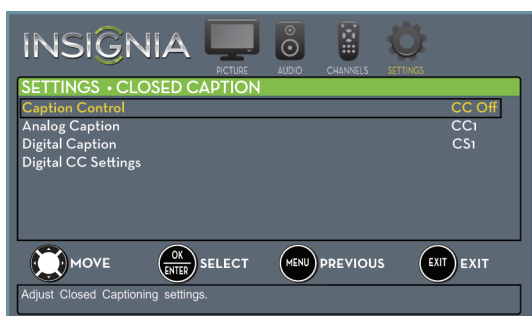 INSIGNIA
PICTURE AUDIO CHANNELS SETTINGS
SETTINGS • CLOSED CAPTION
Caption Control CC Off
Analog Caption CC1
Digital Caption CS1
Digital CC Settings
MOVE OK ENTER SELECT MENU PREVIOUS EXIT EXIT
Adjust Closed Captioning settings.